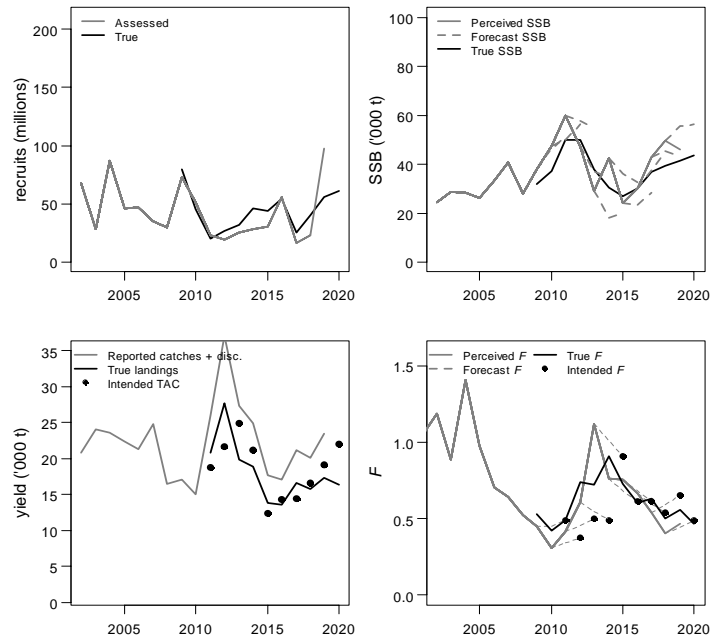 recruits (millions)
200
150
100
50
0
Assessed
True
2005
2010
2015
2020
SSB ('000 t)
100
80
60
40
20
0
Perceived SSB
Forecast SSB
True SSB
2005
2010
2015
2020
yield ('000 t)
35
30
25
20
15
10
5
0
Reported catches + disc.
True landings
Intended TAC
2005
2010
2015
2020
F
1.5
1.0
0.5
0.0
Perceived F
True F
Forecast F
Intended F
2005
2010
2015
2020